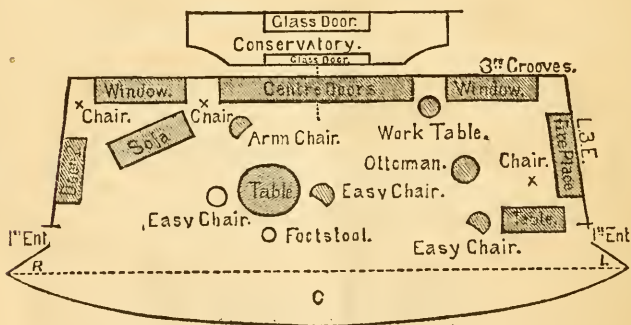 Glass Door.
Conservatory.
Glass Door.
3rd Grooves.
Window.
Centre Doors.
Window.
Chair.
Chair.
Arm Chair.
Work Table.
Sofa
Door
Fire Place
L.3.E.
Ottoman.
Chair.
Table
Easy Chair.
Easy Chair.
Table.
1st Ent
Footstool.
Easy Chair.
1st Ent
R
L
C